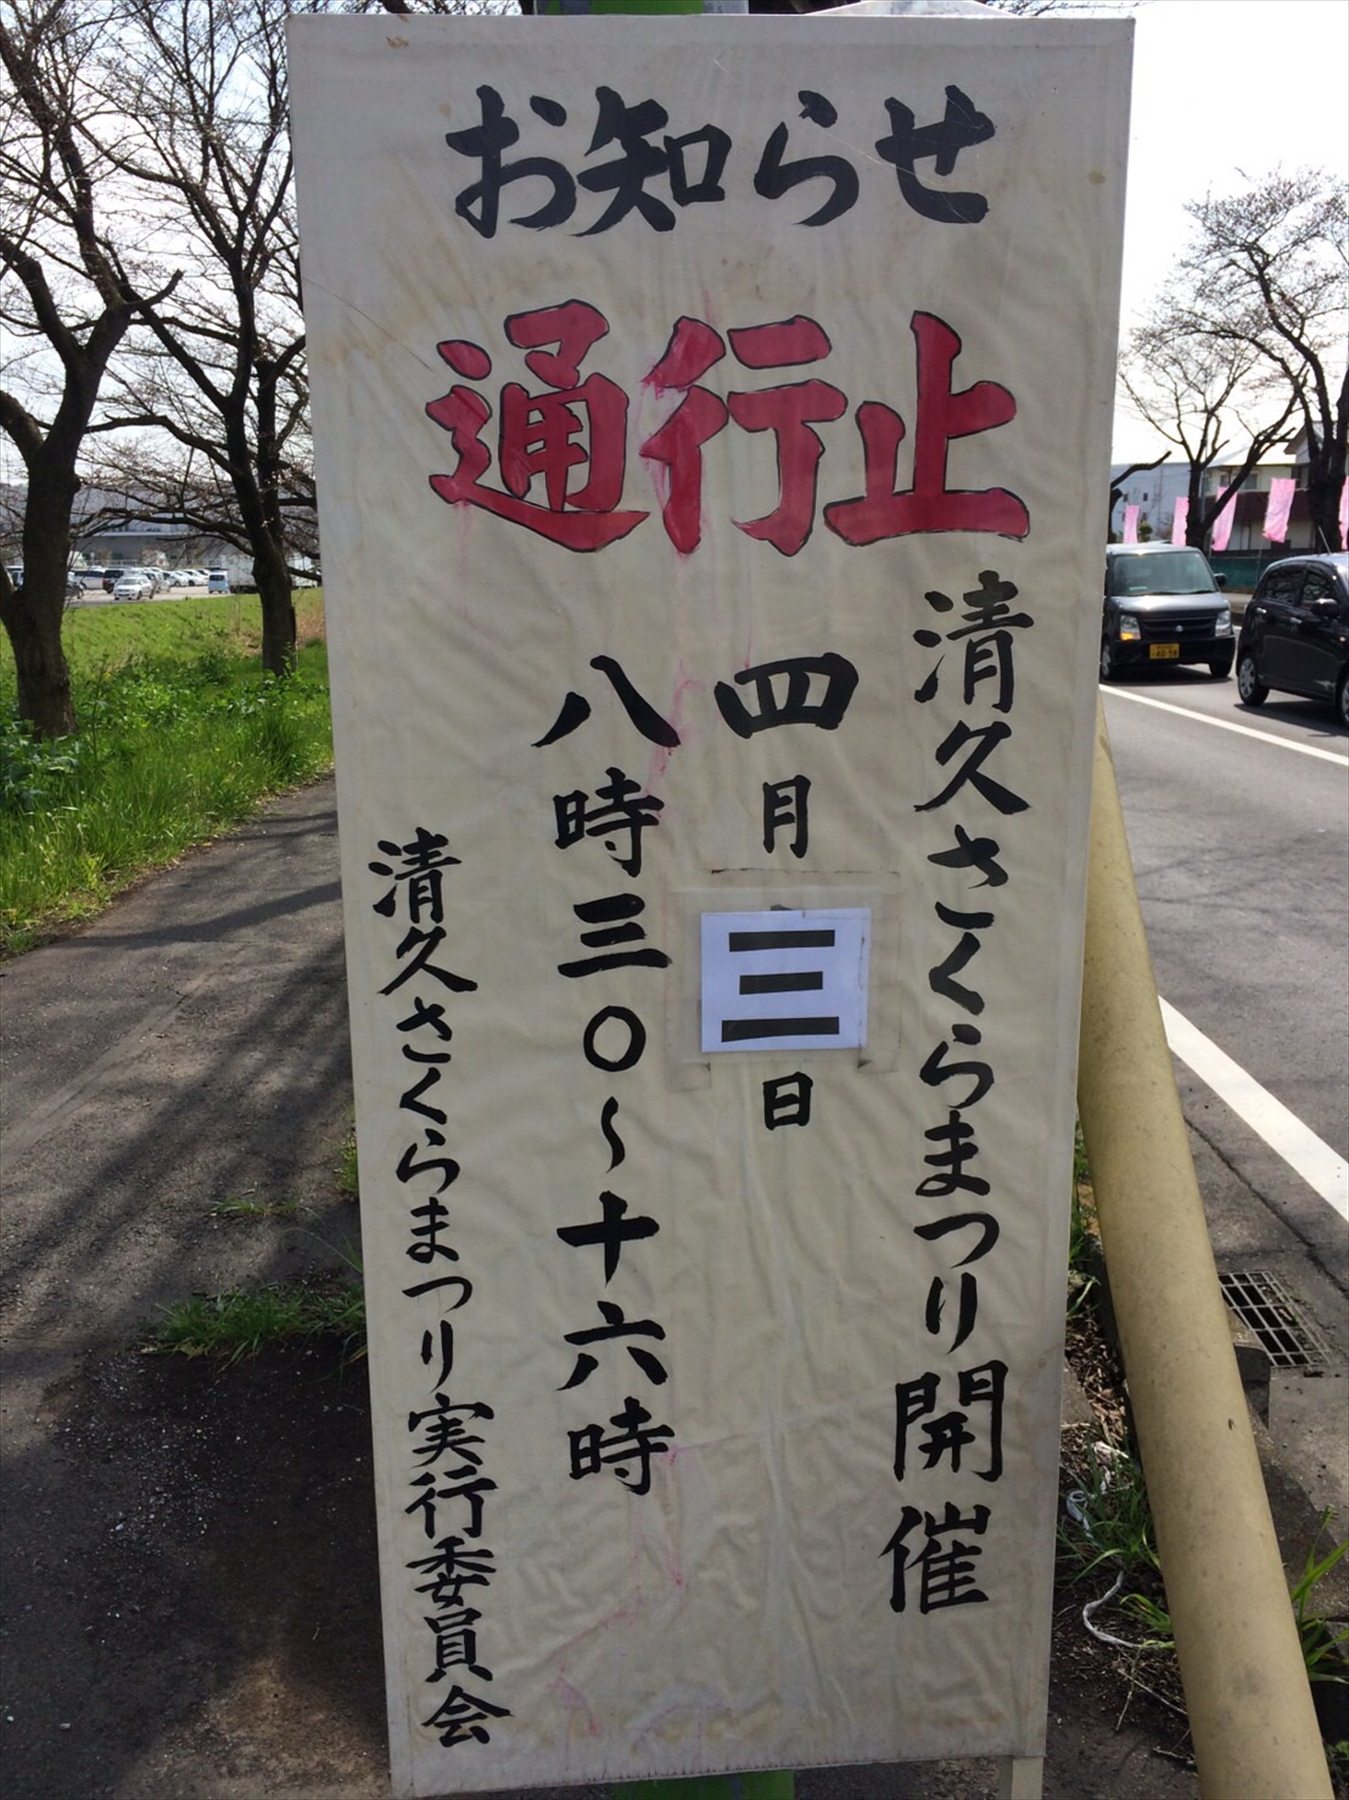 お知らせ
通行止
清久さくらまつり開催
四月三日
八時三〇～十六時
清久さくらまつり実行委員会